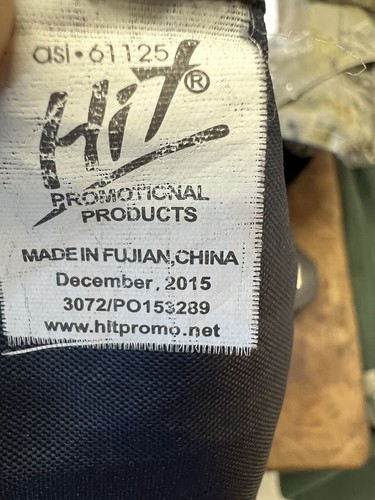 asi•61125
Hit®
PROMOTIONAL
PRODUCTS
MADE IN FUJIAN,CHINA
December, 2015
3072/PO153289
www.hitpromo.net